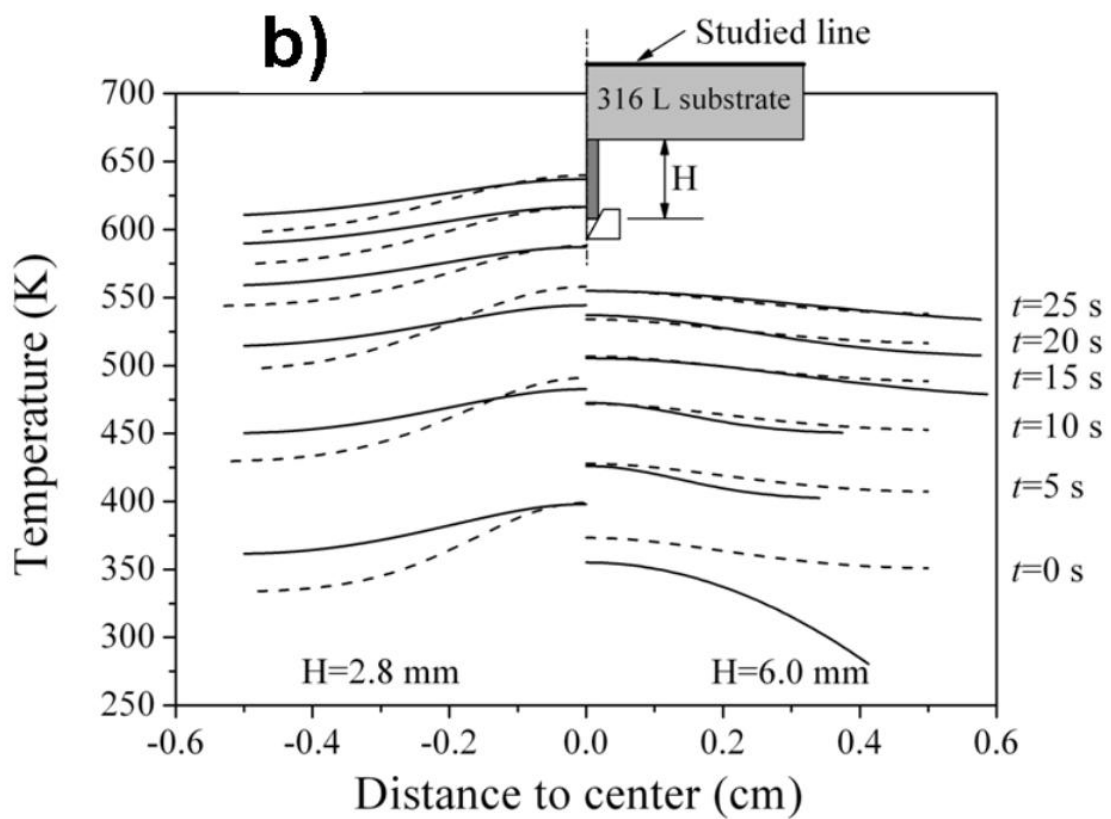 b)
Studied line
316 L substrate
H
700
650
600
550
500
450
400
350
300
250
Temperature (K)
t=25 s
t=20 s
t=15 s
t=10 s
t=5 s
t=0 s
H=2.8 mm
H=6.0 mm
-0.6
-0.4
-0.2
0.0
0.2
0.4
0.6
Distance to center (cm)